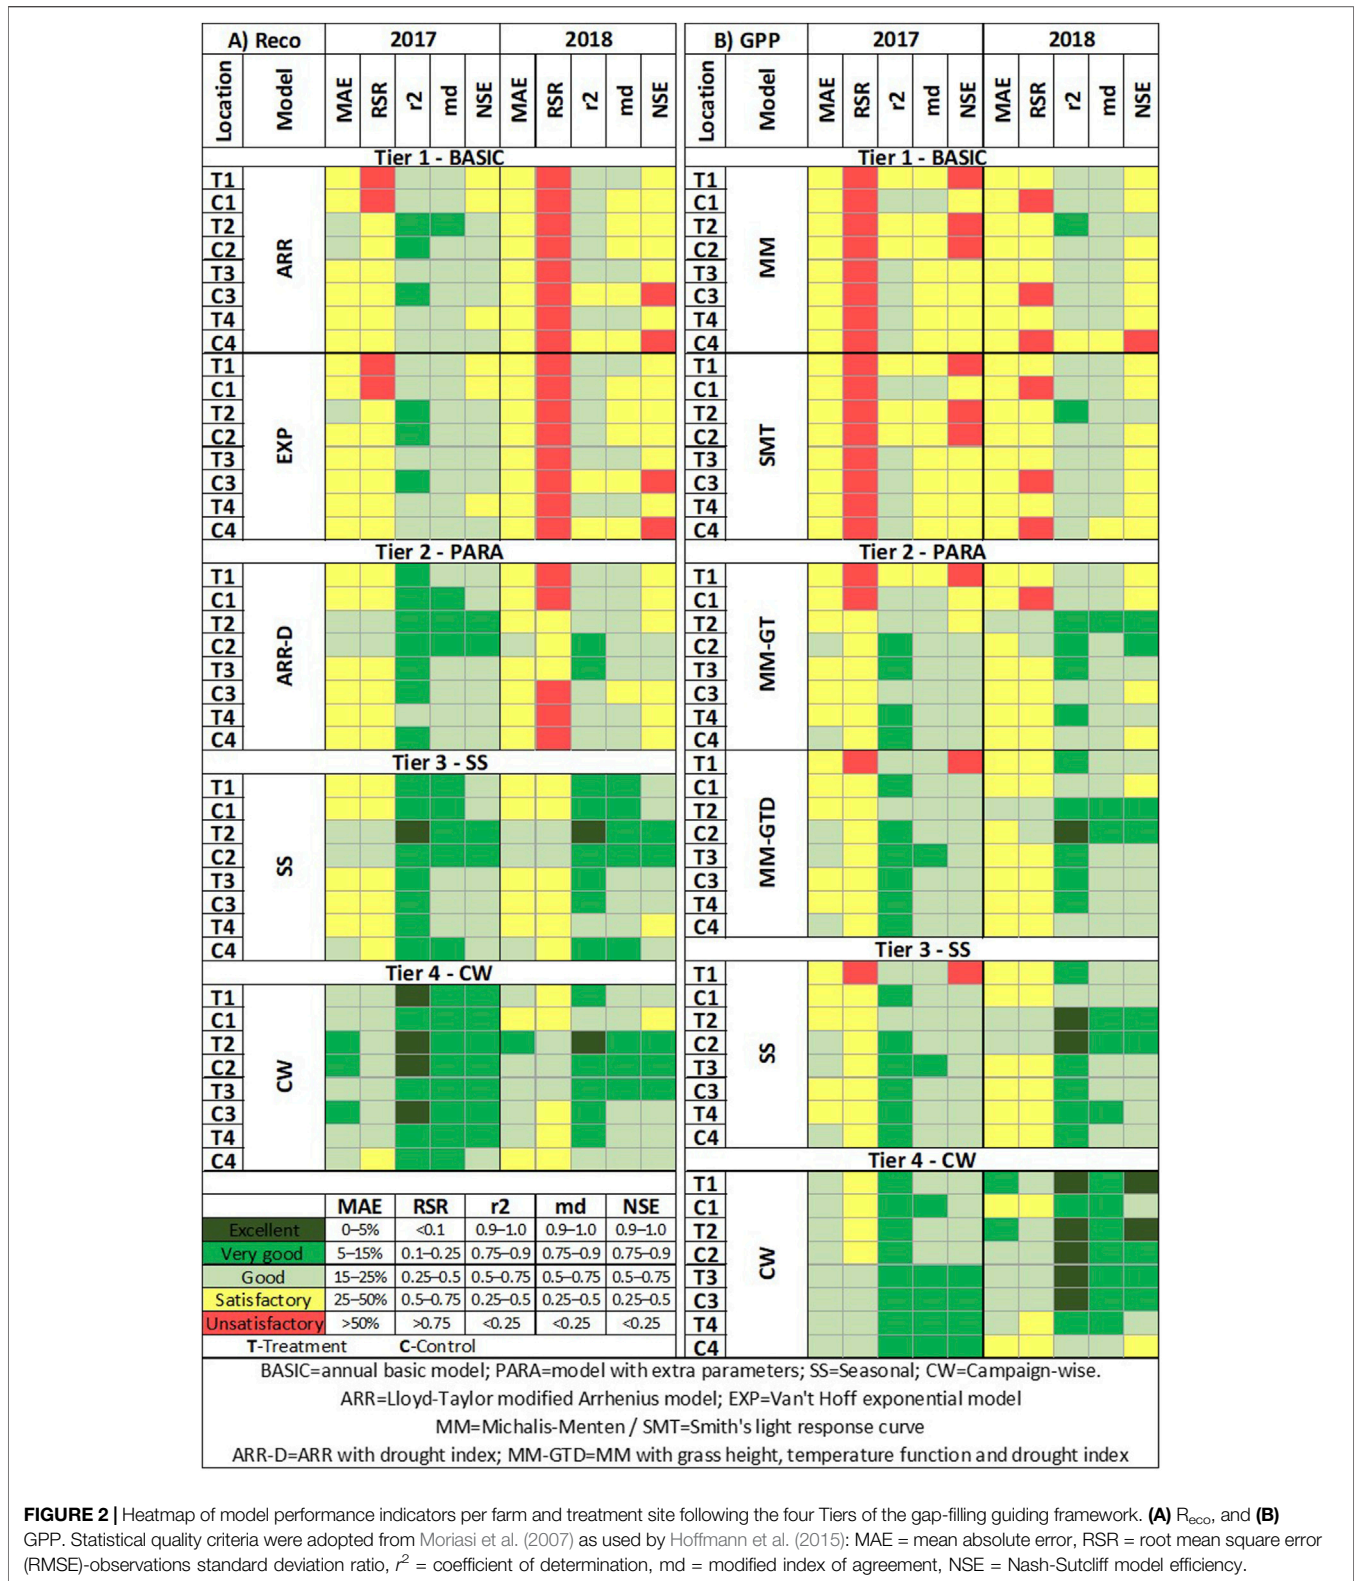 A) Reco 2017 2018
Location Model MAE RSR r2 md NSE MAE RSR r2 md NSE
Tier 1 - BASIC
T1
C1
T2
C2
T3
C3
T4
C4
ARR
T1
C1
T2
C2
T3
C3
T4
C4
EXP
Tier 2 - PARA
T1
C1
T2
C2
T3
C3
T4
C4
ARR-D
Tier 3 - SS
T1
C1
T2
C2
T3
C3
T4
C4
SS
Tier 4 - CW
T1
C1
T2
C2
T3
C3
T4
C4
CW
MAE RSR r2 md NSE
Excellent 0–5% <0.1 0.9–1.0 0.9–1.0 0.9–1.0
Very good 5–15% 0.1–0.25 0.75–0.9 0.75–0.9 0.75–0.9
Good 15–25% 0.25–0.5 0.5–0.75 0.5–0.75 0.5–0.75
Satisfactory 25–50% 0.5–0.75 0.25–0.5 0.25–0.5 0.25–0.5
Unsatisfactory >50% >0.75 <0.25 <0.25 <0.25
T-Treatment C-Control
B) GPP 2017 2018
Location Model MAE RSR r2 md NSE MAE RSR r2 md NSE
Tier 1 - BASIC
T1
C1
T2
C2
T3
C3
T4
C4
MM
T1
C1
T2
C2
T3
C3
T4
C4
SMT
Tier 2 - PARA
T1
C1
T2
C2
T3
C3
T4
C4
MM-GT
T1
C1
T2
C2
T3
C3
T4
C4
MM-GTD
Tier 3 - SS
T1
C1
T2
C2
T3
C3
T4
C4
SS
Tier 4 - CW
T1
C1
T2
C2
T3
C3
T4
C4
CW
BASIC=annual basic model; PARA=model with extra parameters; SS=Seasonal; CW=Campaign-wise.
ARR=Lloyd-Taylor modified Arrhenius model; EXP=Van't Hoff exponential model
MM=Michalis-Menten / SMT=Smith's light response curve
ARR-D=ARR with drought index; MM-GTD=MM with grass height, temperature function and drought index
FIGURE 2 | Heatmap of model performance indicators per farm and treatment site following the four Tiers of the gap-filling guiding framework. (A) Reco, and (B)
GPP. Statistical quality criteria were adopted from Moriasi et al. (2007) as used by Hoffmann et al. (2015): MAE = mean absolute error, RSR = root mean square error
(RMSE)-observations standard deviation ratio, r2 = coefficient of determination, md = modified index of agreement, NSE = Nash-Sutcliff model efficiency.